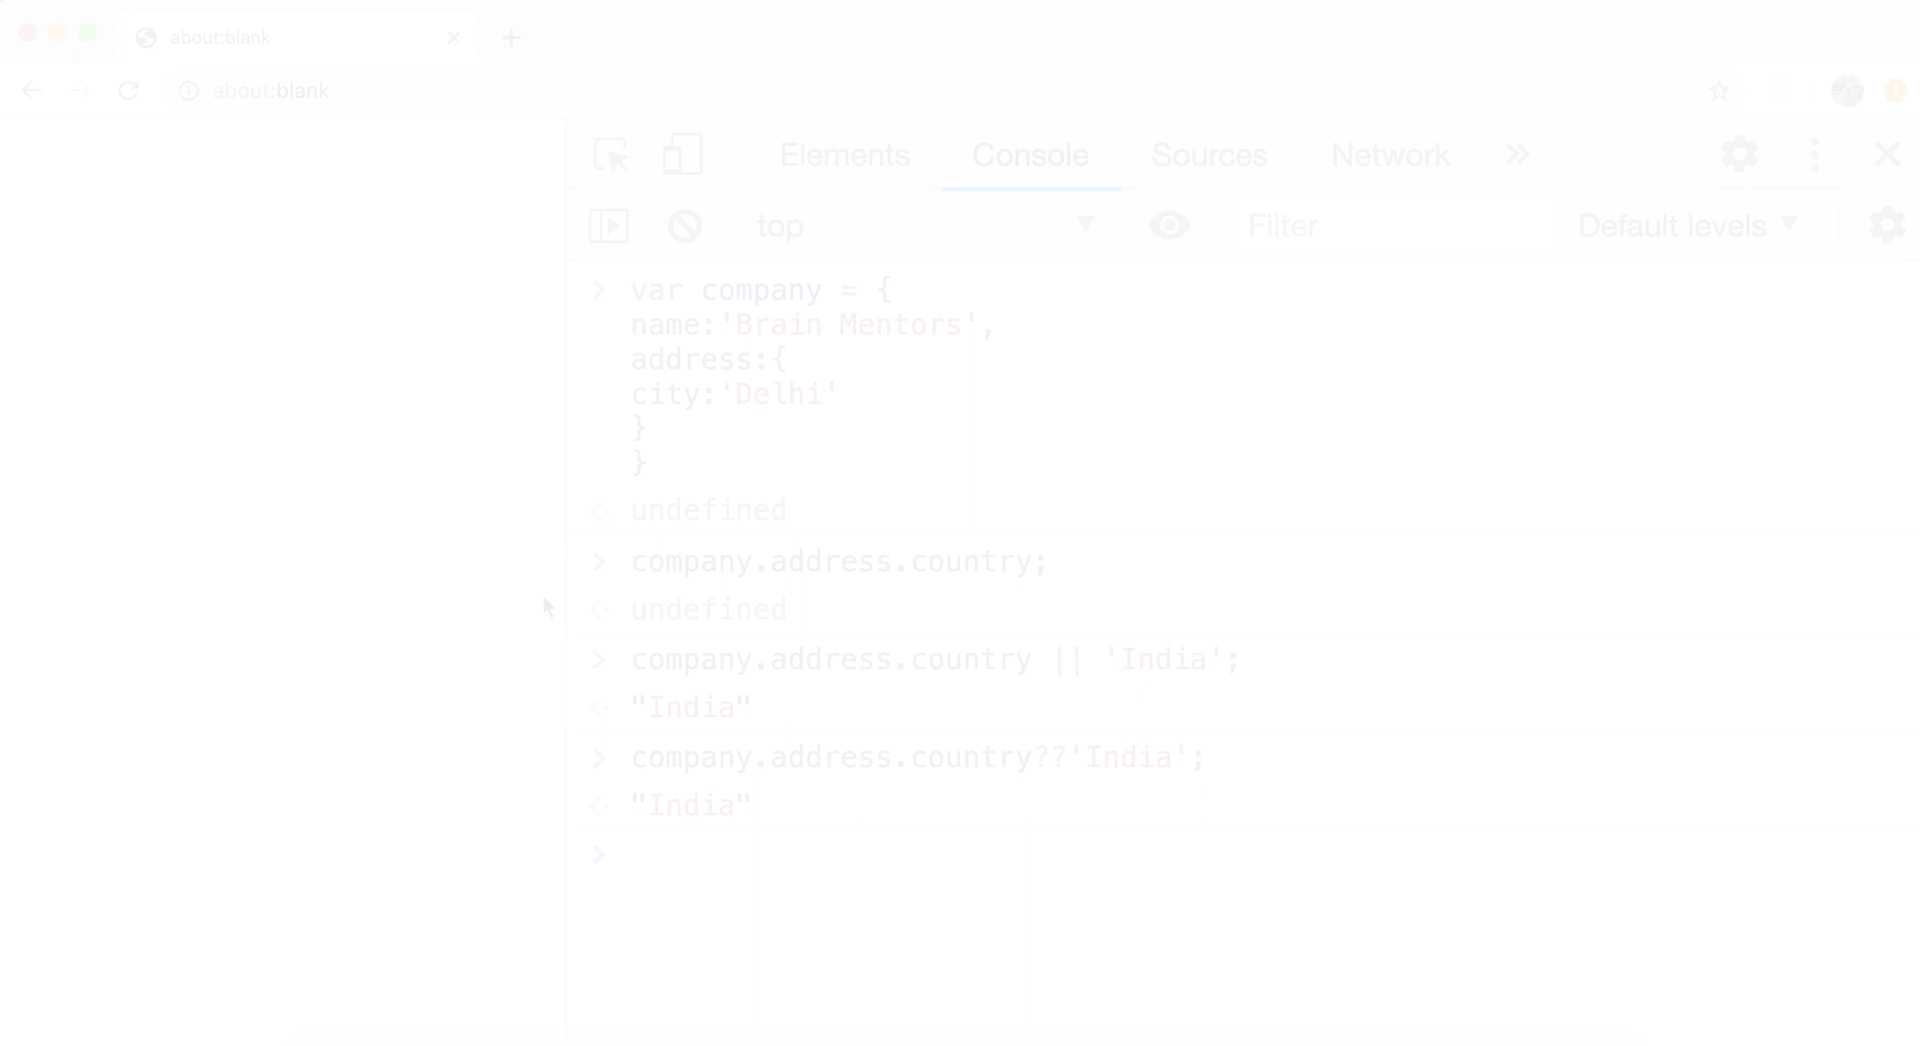 about:blank
about:blank
Elements Console Sources Network
top Filter Default levels
var company = {
name:'Brain Mentors',
address:{
city:'Delhi'
}
}
undefined
company.address.country;
undefined
company.address.country || 'India';
"India"
company.address.country??'India';
"India"